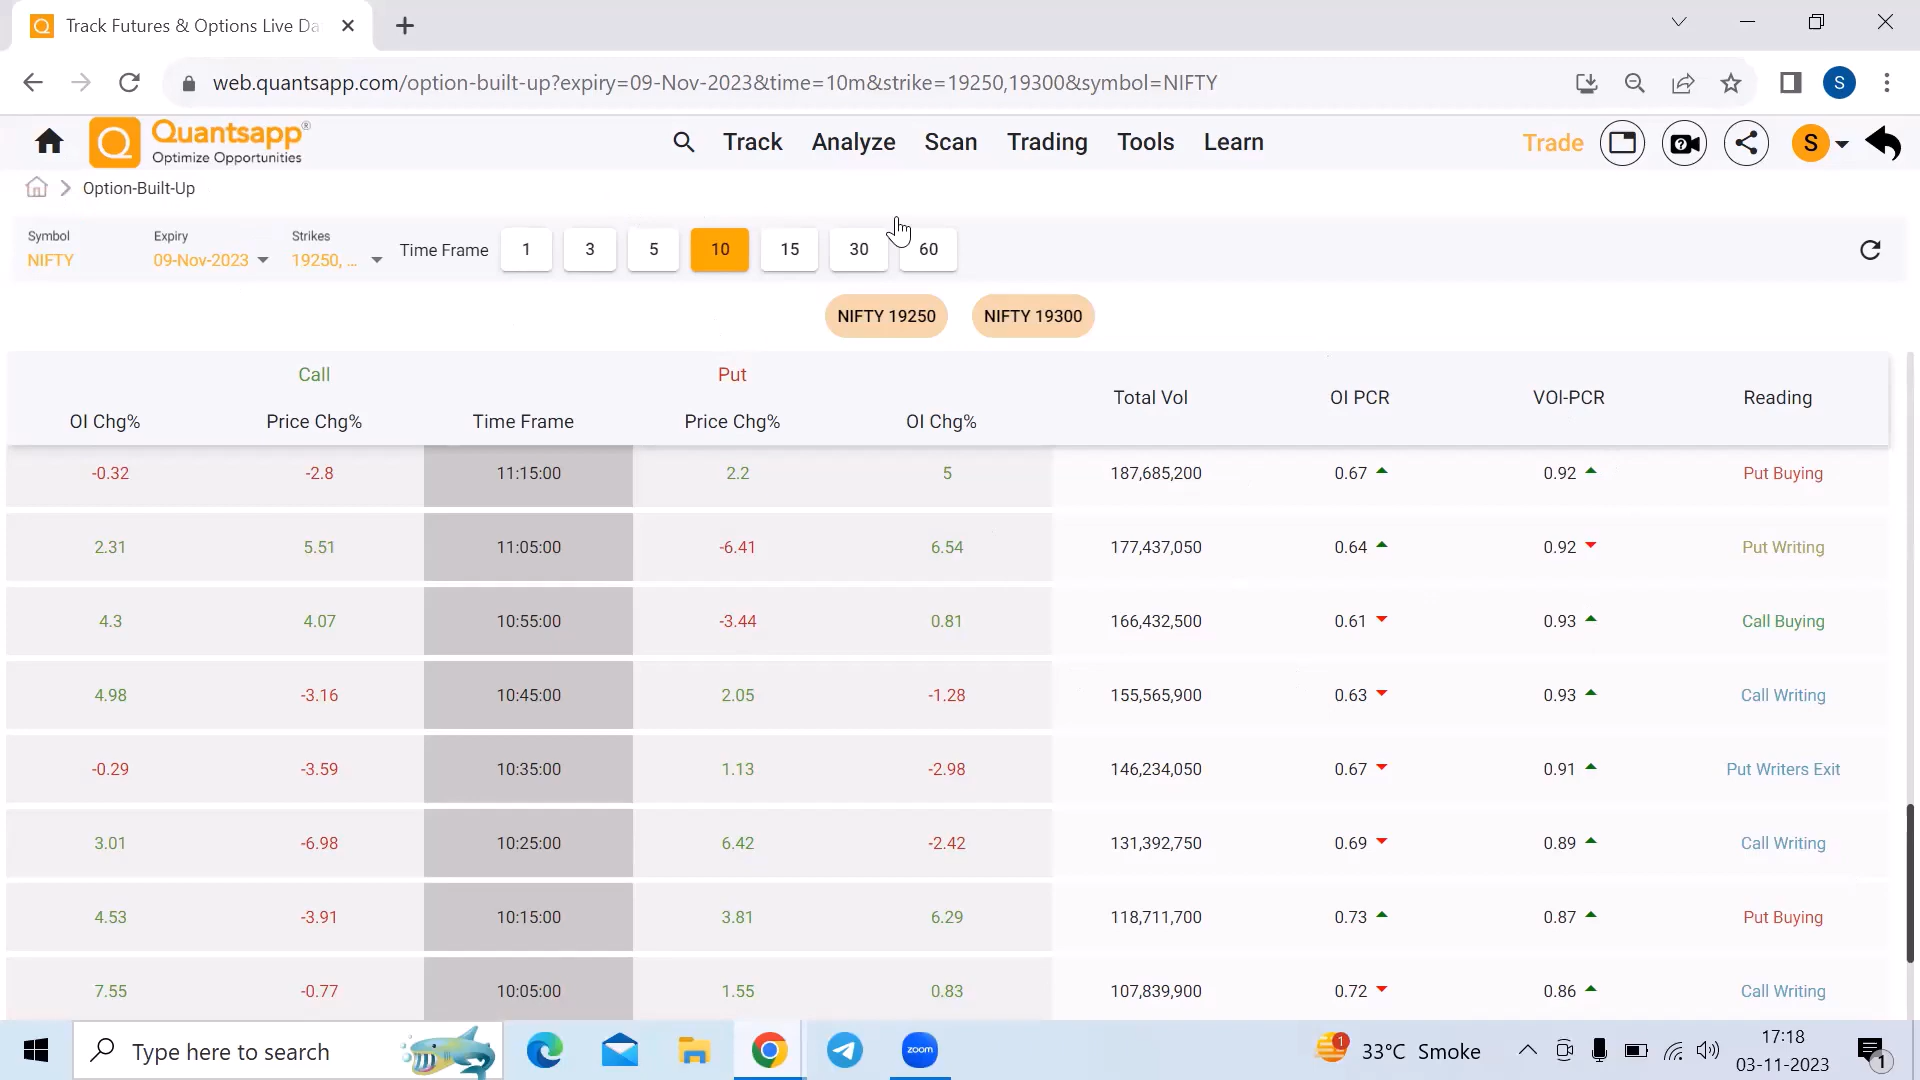 Track Futures & Options Live Da
web.quantsapp.com/option-built-up?expiry=09-Nov-2023&time=10m&strike=19250,19300&symbol=NIFTY
S
Quantsapp®
Optimize Opportunities
Track Analyze Scan Trading Tools Learn
Trade
S
Option-Built-Up
Symbol Expiry Strikes
NIFTY 09-Nov-2023 19250, ...
Time Frame 1 3 5 10 15 30 60
NIFTY 19250 NIFTY 19300
Call Put
OI Chg% Price Chg% Time Frame Price Chg% OI Chg% Total Vol OI PCR VOI-PCR Reading
-0.32 -2.8 11:15:00 2.2 5 187,685,200 0.67 0.92 Put Buying
2.31 5.51 11:05:00 -6.41 6.54 177,437,050 0.64 0.92 Put Writing
4.3 4.07 10:55:00 -3.44 0.81 166,432,500 0.61 0.93 Call Buying
4.98 -3.16 10:45:00 2.05 -1.28 155,565,900 0.63 0.93 Call Writing
-0.29 -3.59 10:35:00 1.13 -2.98 146,234,050 0.67 0.91 Put Writers Exit
3.01 -6.98 10:25:00 6.42 -2.42 131,392,750 0.69 0.89 Call Writing
4.53 -3.91 10:15:00 3.81 6.29 118,711,700 0.73 0.87 Put Buying
7.55 -0.77 10:05:00 1.55 0.83 107,839,900 0.72 0.86 Call Writing
Type here to search
zoom
1
33°C Smoke
17:18
03-11-2023
1